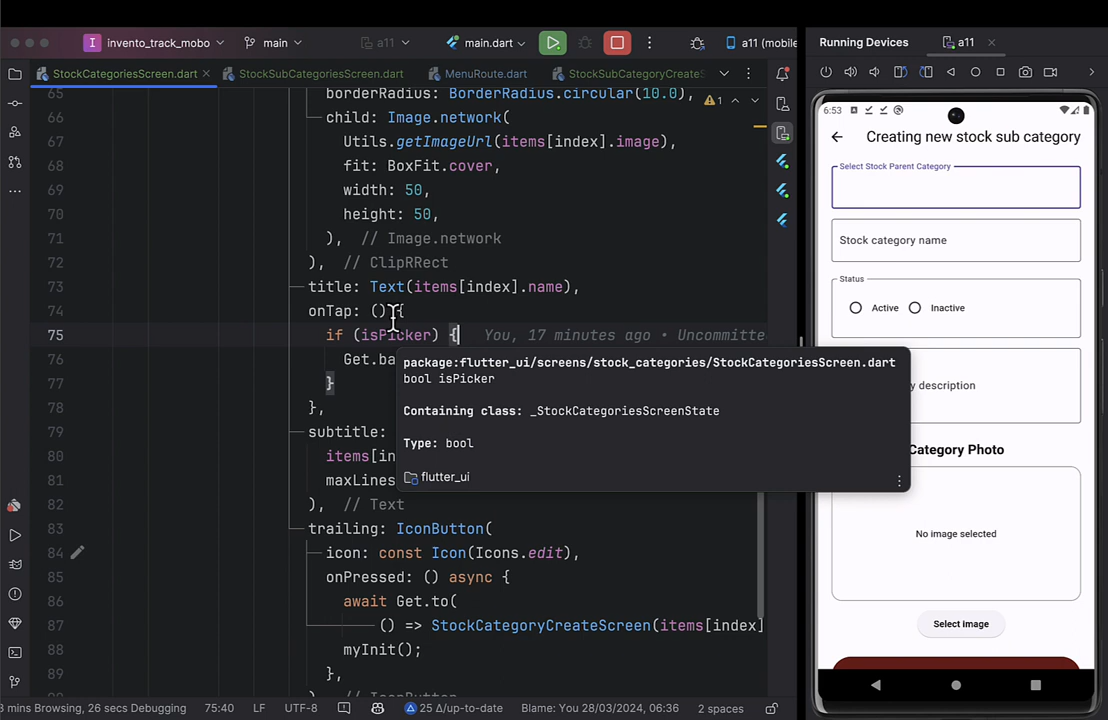 invento_track_mobo
main
a11
main.dart
a11 (mobile
Running Devices
a11
StockCategoriesScreen.dart
StockSubCategoriesScreen.dart
MenuRoute.dart
StockSubCategoryCreateS
65 borderRadius: BorderRadius.circular(10.0),
1
66 child: Image.network(
67 Utils.getImageUrl(items[index].image),
68 fit: BoxFit.cover,
69 width: 50,
70 height: 50,
71 ), // Image.network
72 ), // ClipRRect
73 title: Text(items[index].name),
74 onTap: () {
75 if (isPicker) { You, 17 minutes ago • Uncommitte
76 Get.ba
77 }
78 },
79 subtitle:
80 items[in
81 maxLines
82 ), // Text
83 trailing: IconButton(
84 icon: const Icon(Icons.edit),
85 onPressed: () async {
86 await Get.to(
87 () => StockCategoryCreateScreen(items[index]
88 myInit();
89 },
), // IconButton
package:flutter_ui/screens/stock_categories/StockCategoriesScreen.dart
bool isPicker
Containing class: _StockCategoriesScreenState
Type: bool
flutter_ui
3 mins Browsing, 26 secs Debugging
75:40
LF
UTF-8
25 Δ/up-to-date
Blame: You 28/03/2024, 06:36
2 spaces
6:53
Creating new stock sub category
Select Stock Parent Category
Stock category name
Status
Active
Inactive
y description
Category Photo
No image selected
Select image